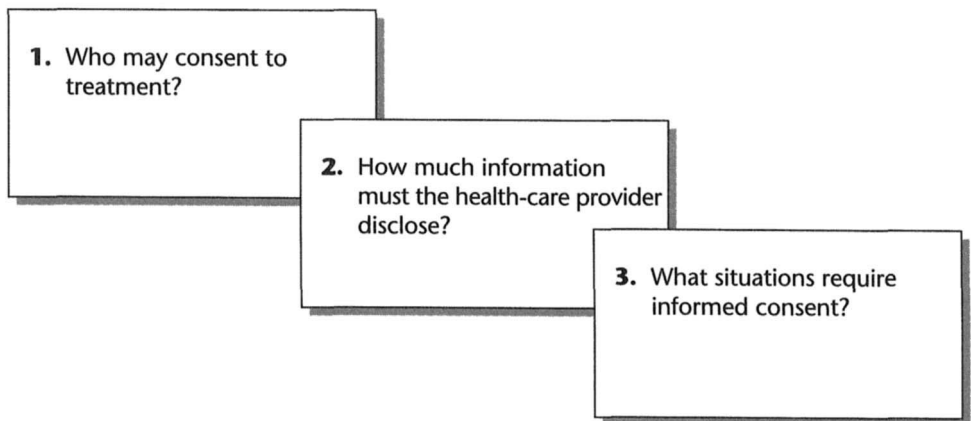 1. Who may consent to
treatment?
2. How much information
must the health-care provider
disclose?
3. What situations require
informed consent?